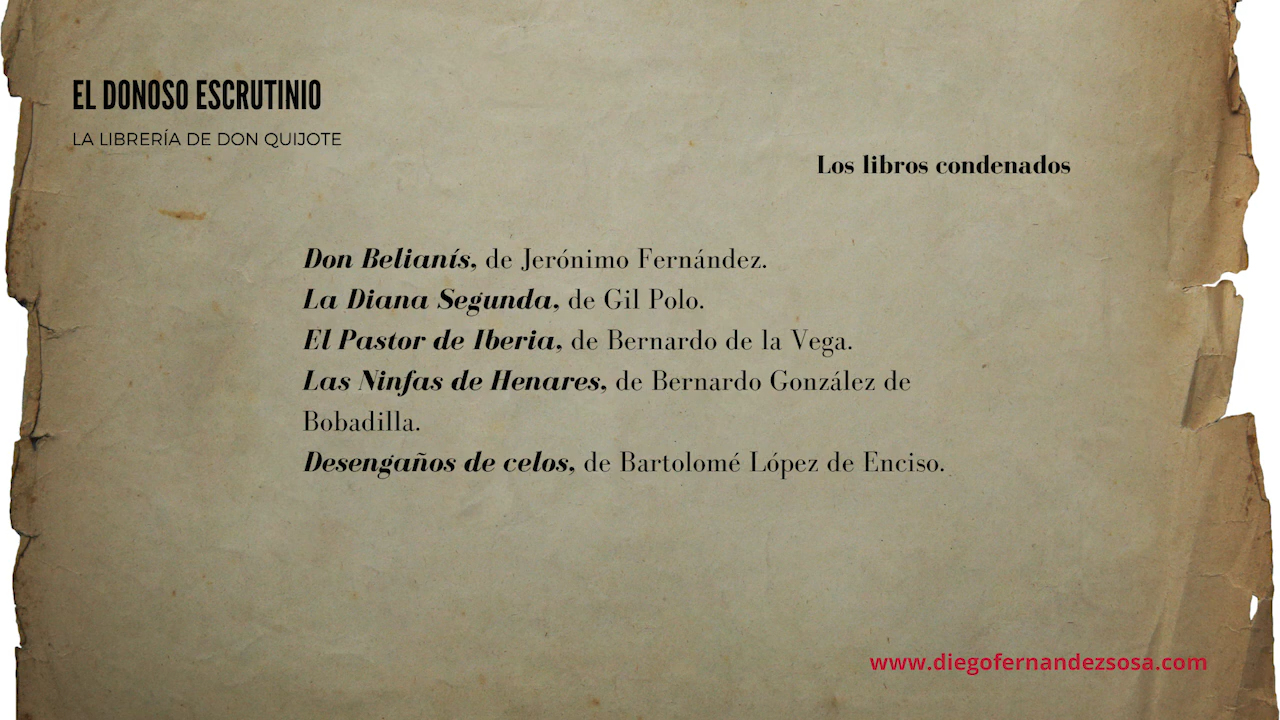 EL DONOSO ESCRUTINIO
LA LIBRERÍA DE DON QUIJOTE
Los libros condenados
Don Belianís, de Jerónimo Fernández.
La Diana Segunda, de Gil Polo.
El Pastor de Iberia, de Bernardo de la Vega.
Las Ninfas de Henares, de Bernardo González de
Bobadilla.
Desengaños de celos, de Bartolomé López de Enciso.
www.diegofernandezsosa.com